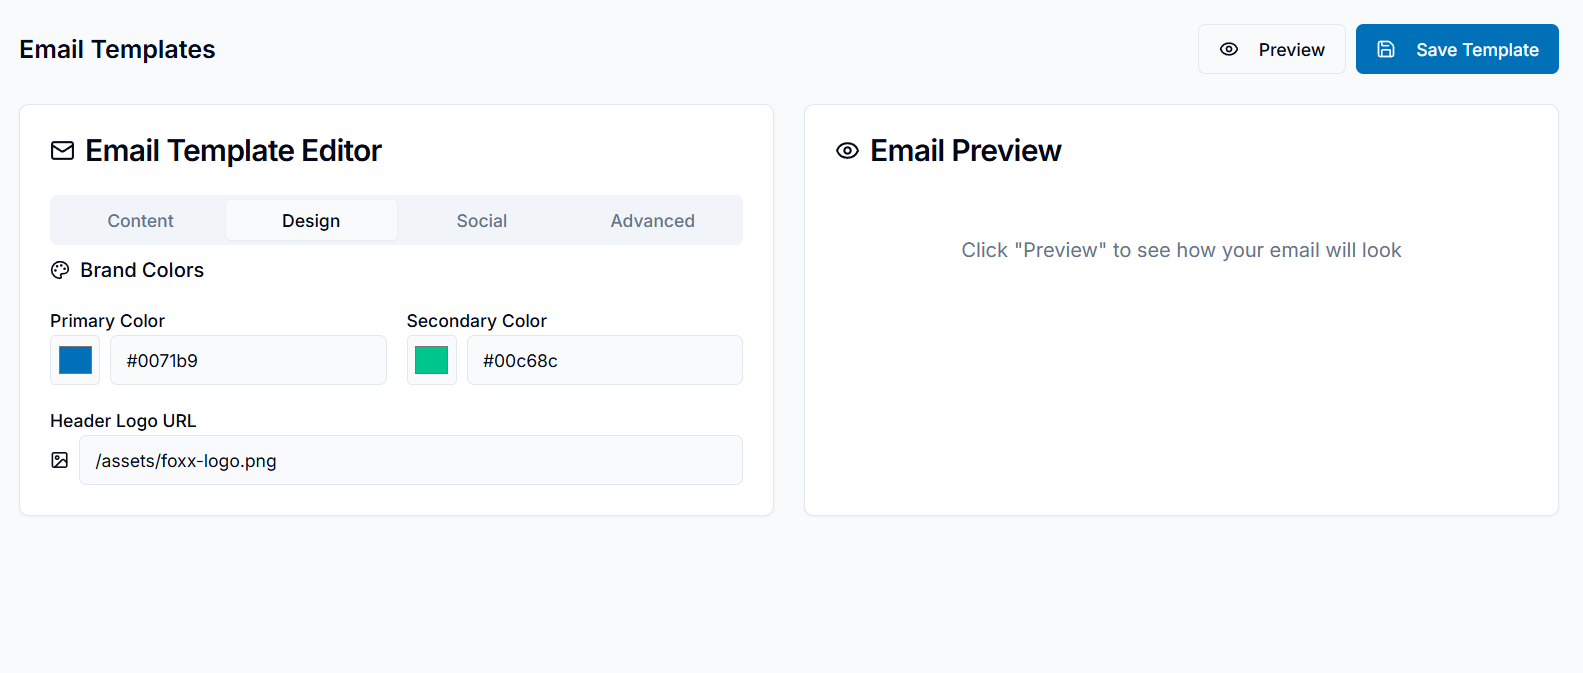 Email Templates
Preview
Save Template
Email Template Editor
Content
Design
Social
Advanced
Brand Colors
Primary Color
Secondary Color
#0071b9
#00c68c
Header Logo URL
/assets/foxx-logo.png
Email Preview
Click "Preview" to see how your email will look